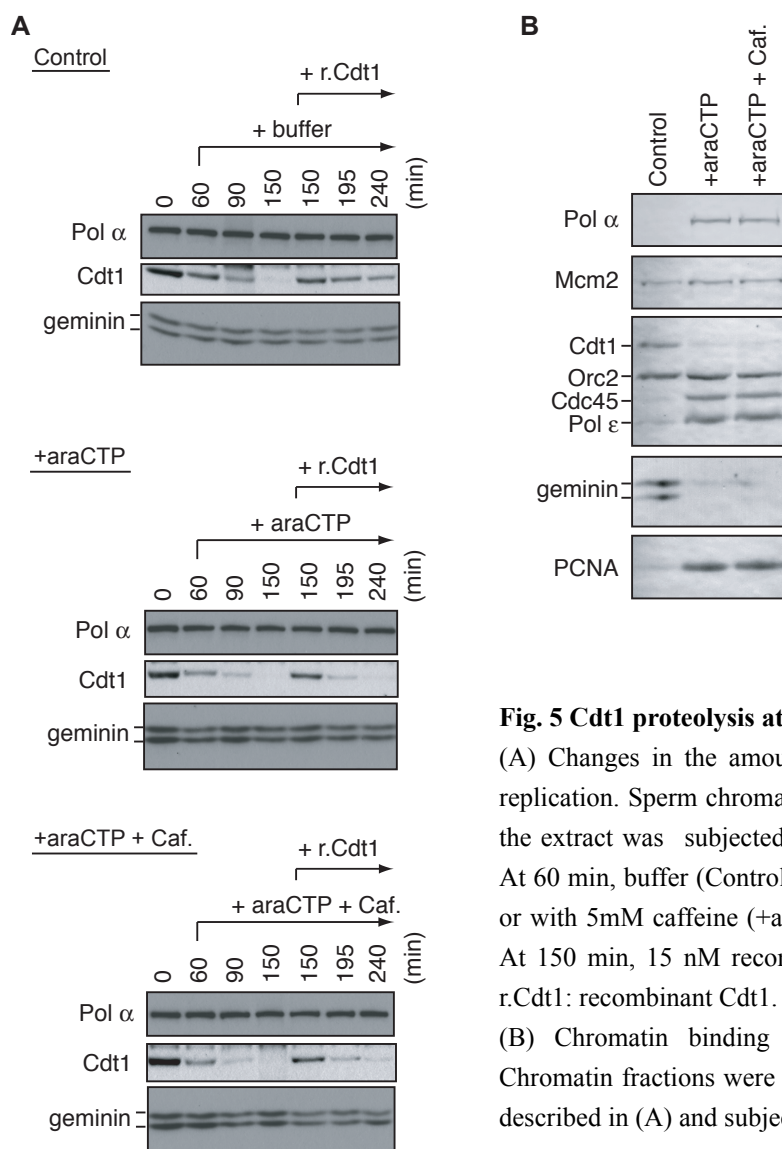 A
Control
+ r.Cdt1
+ buffer
0 60 90 150 150 195 240 (min)
Pol α
Cdt1
geminin
+araCTP
+ r.Cdt1
+ araCTP
0 60 90 150 150 195 240 (min)
Pol α
Cdt1
geminin
+araCTP + Caf.
+ r.Cdt1
+ araCTP + Caf.
0 60 90 150 150 195 240 (min)
Pol α
Cdt1
geminin
B
Control +araCTP +araCTP + Caf.
Pol α
Mcm2
Cdt1
Orc2
Cdc45
Pol ε
geminin
PCNA
Fig. 5 Cdt1 proteolysis at
(A) Changes in the amou
replication. Sperm chroma
the extract was subjected
At 60 min, buffer (Control
or with 5mM caffeine (+a
At 150 min, 15 nM recon
r.Cdt1: recombinant Cdt1.
(B) Chromatin binding
Chromatin fractions were
described in (A) and subje